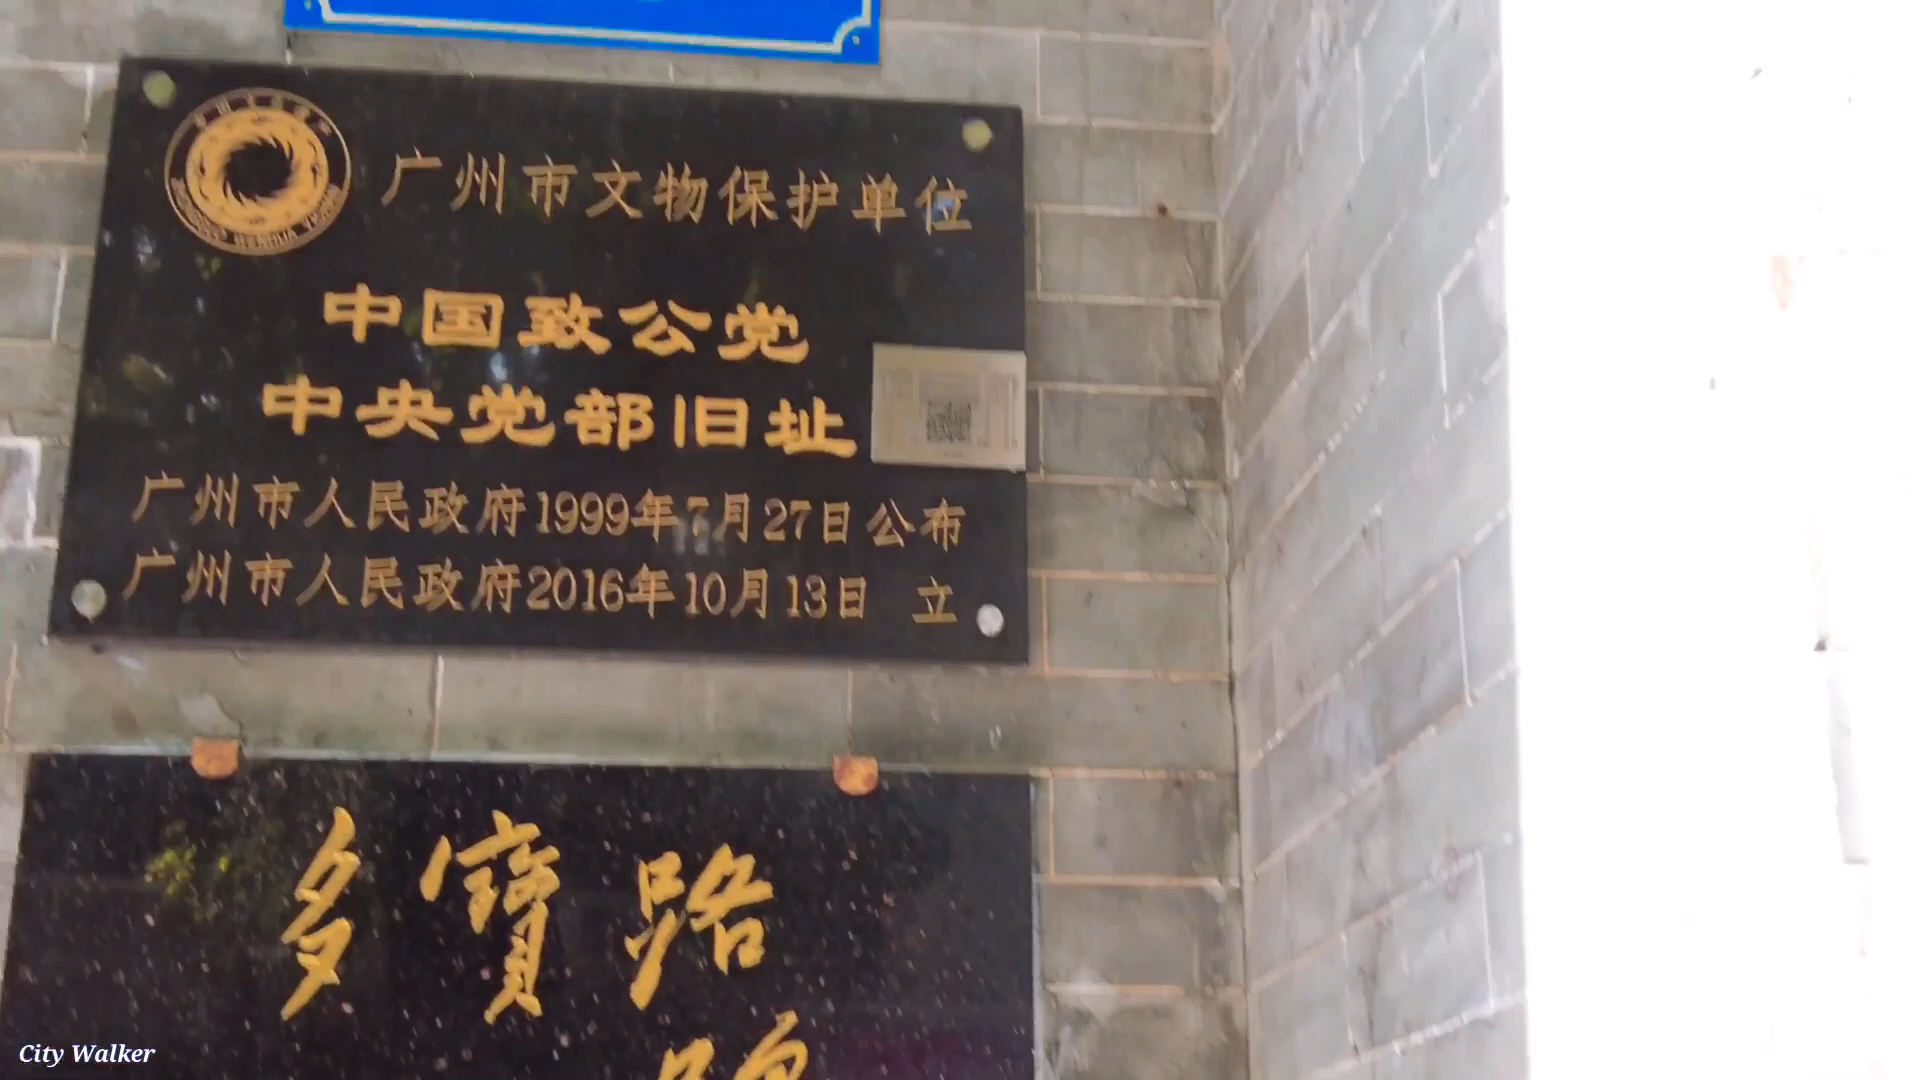 广州市文物保护单位
中国致公党
中央党部旧址
广州市人民政府1999年7月27日公布
广州市人民政府2016年10月13日 立
多寶路
City Walker